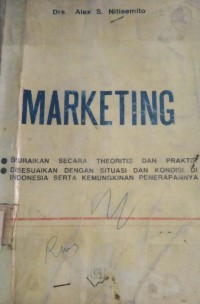 Drs. Alex S. Nitisemito
MARKETING
● DIURAIKAN SECARA THEORITIS DAN PRAKTIS
● DISESUAIKAN DENGAN SITUASI DAN KONDISI DI
INDONESIA SERTA KEMUNGKINAN PENERAPANNYA